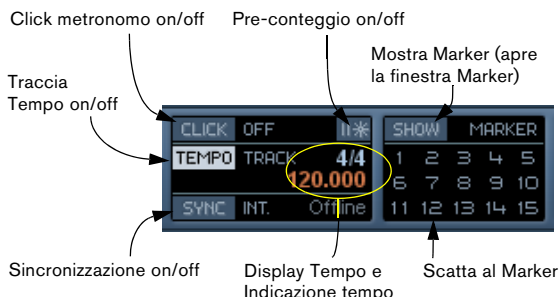 Click metronomo on/off
Pre-conteggio on/off
Mostra Marker (apre
la finestra Marker)
Traccia
Tempo on/off
CLICK OFF
SHOW MARKER
TEMPO TRACK 4/4
120.000
1 2 3 4 5
6 7 8 9 10
SYNC INT. Offline
11 12 13 14 15
Sincronizzazione on/off
Display Tempo e
Indicazione tempo
Scatta al Marker